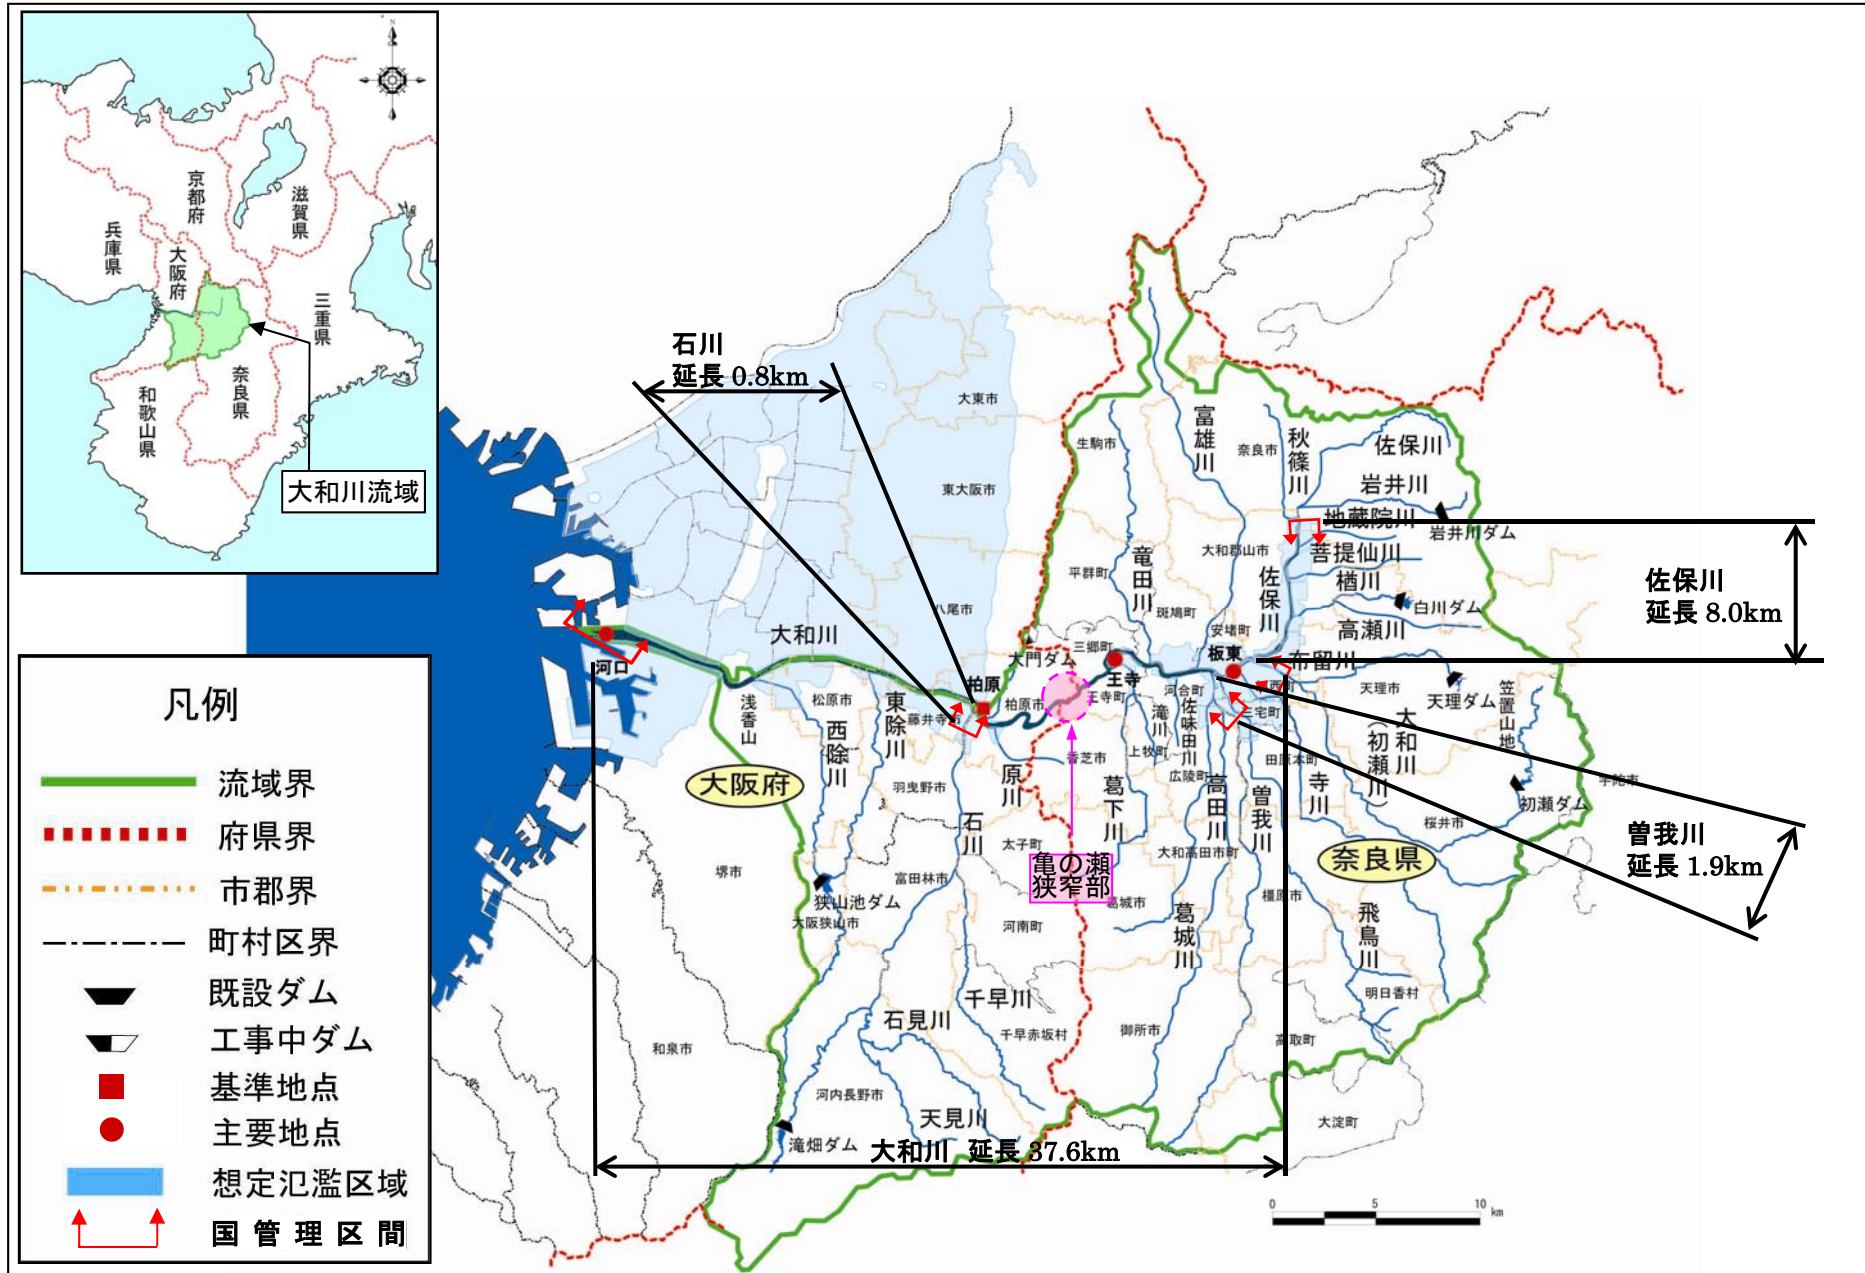 N
京都府
滋賀県
兵庫県
大阪府
三重県
奈良県
和歌山県
大和川流域
凡例
流域界
府県界
市郡界
町村区界
既設ダム
工事中ダム
基準地点
主要地点
想定氾濫区域
国管理区間
石川
延長 0.8km
大東市
東大阪市
八尾市
生駒市
富雄川
奈良市
秋篠川
佐保川
岩井川
地蔵院川
岩井川ダム
大和郡山市
菩提仙川
平群町
竜田川
佐保川
楢川
白川ダム
斑鳩町
安堵町
高瀬川
佐保川
延長 8.0km
河口
大和川
大門ダム
三郷町
王寺
板東
布留川
柏原
柏原市
王寺町
河合町
三宅町
天理市
天理ダム
笠置山地
浅香山
松原市
東除川
藤井寺市
西除川
滝川
佐味田川
大和川
(初瀬川)
上牧町
香芝市
広陵町
田原本町
大阪府
羽曳野市
原川
葛下川
高田川
曽我川
寺川
初瀬ダム
宇陀市
桜井市
曽我川
延長 1.9km
石川
太子町
大和高田市町
奈良県
亀の瀬
狭窄部
堺市
富田林市
狭山池ダム
大阪狭山市
葛城市
橿原市
河南町
葛城川
飛鳥川
明日香村
千早川
石見川
千早赤坂村
御所市
高取町
和泉市
河内長野市
天見川
滝畑ダム
大淀町
大和川 延長 37.6km
0 5 10
km